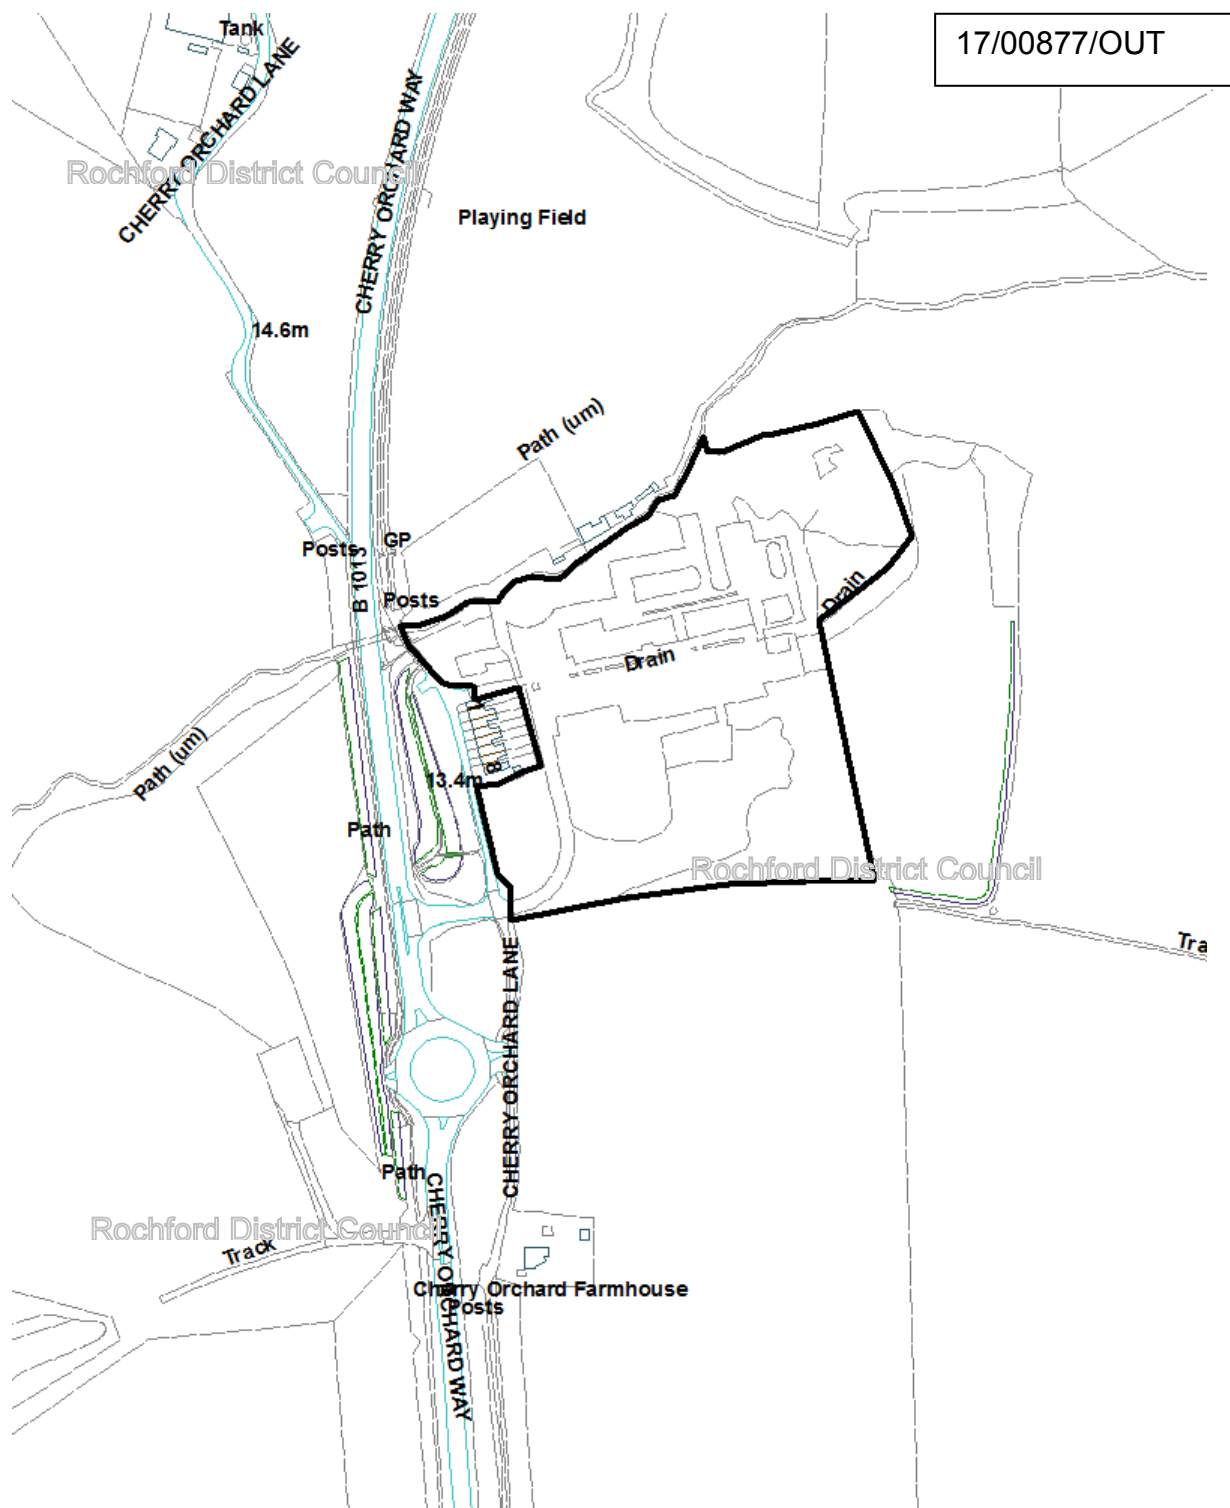 Tank
17/00877/OUT
CHERRY ORCHARD LANE
CHERRY ORCHARD WAY
Rochford District Council
Playing Field
14.6m
Path (um)
Posts
GP
B 1013
Posts
Drain
Drain
1
Path (um)
13.4m
8
Path
Rochford District Council
Tra
CHERRY ORCHARD LANE
Path
CHERRY ORCHARD WAY
Rochford District Council
Track
Cherry Orchard Farmhouse
Posts